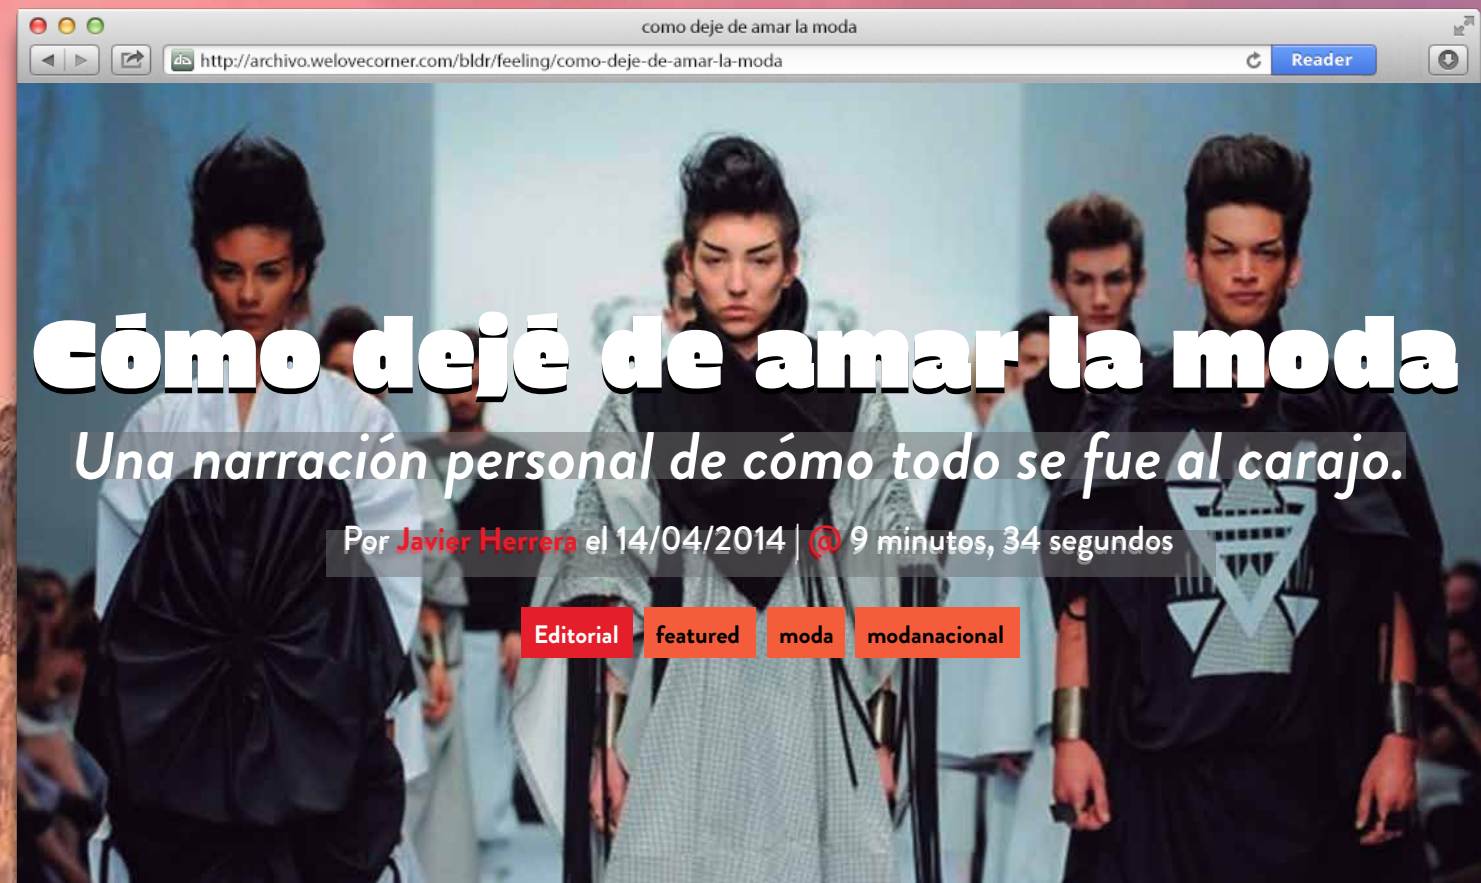 como deje de amar la moda
http://archivo.welovecorner.com/bldr/feeling/como-deje-de-amar-la-moda
Reader
Cómo dejé de amar la moda
Una narración personal de cómo todo se fue al carajo.
Por Javier Herrera el 14/04/2014 | @ 9 minutos, 34 segundos
Editorial featured moda modanacional